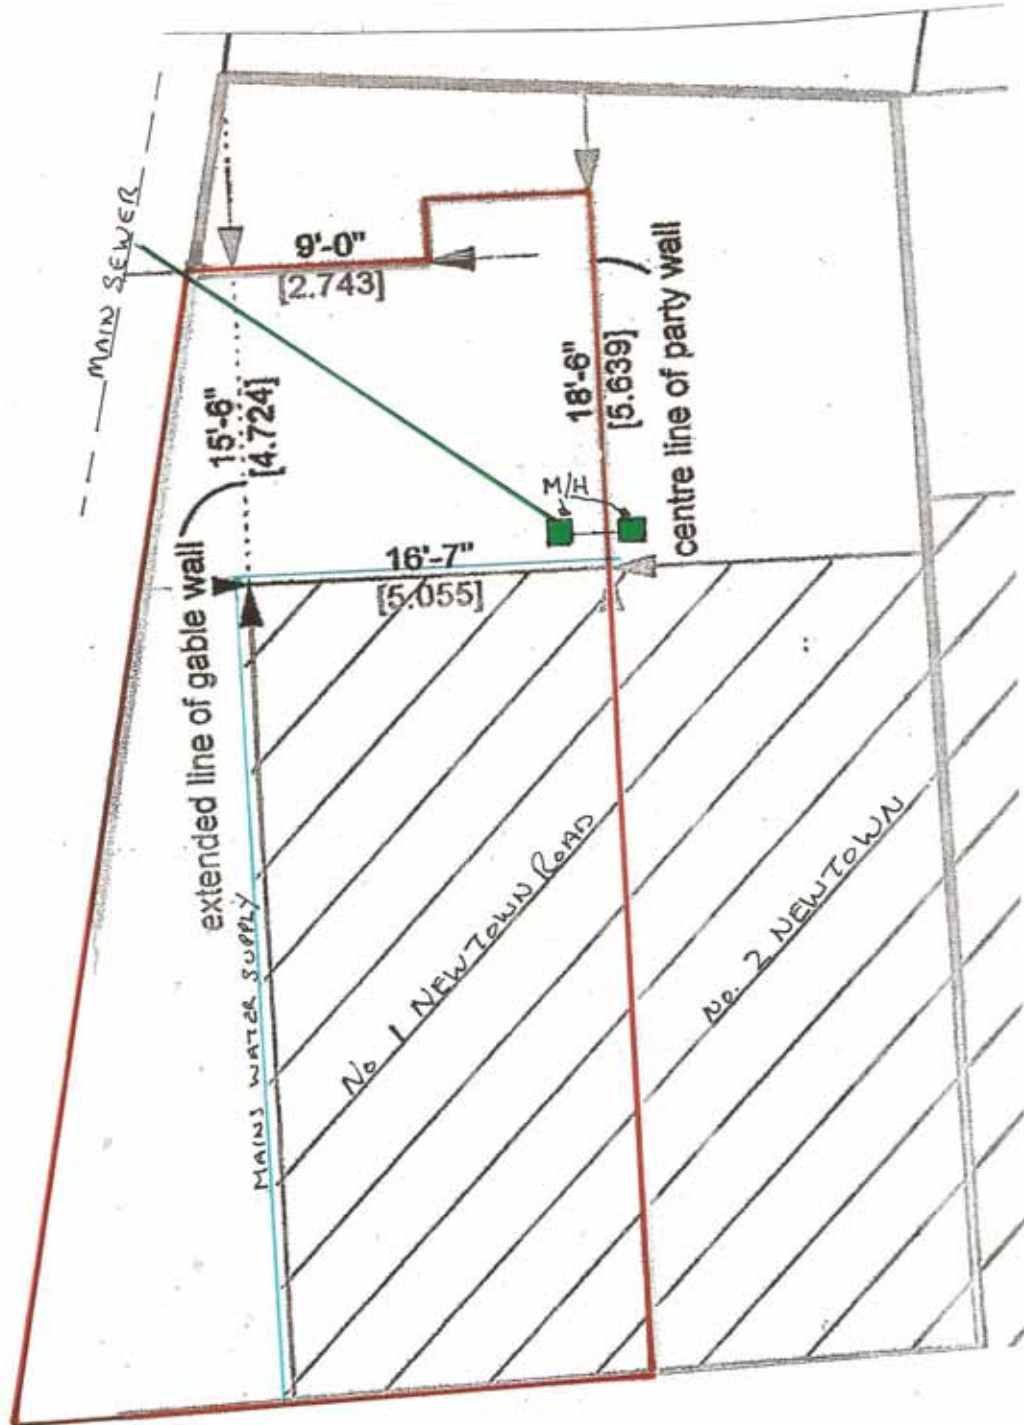 MAIN SEWER
9'-0"
[2.743]
15'-6"
[4.724]
18'-6"
[5.639]
centre line of party wall
M/H
16'-7"
[5.055]
extended line of gable wall
MAINS WATER SUPPLY
No 1 NEWTOWN ROAD
No. 2 NEWTOWN